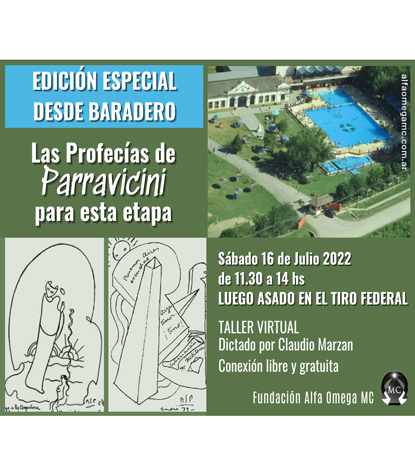 EDICIÓN ESPECIAL
DESDE BARADERO
Las Profecías de
Parravicini
para esta etapa
alfaomegamc.com.ar
Sábado 16 de Julio 2022
de 11.30 a 14 hs
LUEGO ASADO EN EL TIRO FEDERAL
TALLER VIRTUAL
Dictado por Claudio Marzan
Conexión libre y gratuita
Fundación Alfa Omega MC
MC